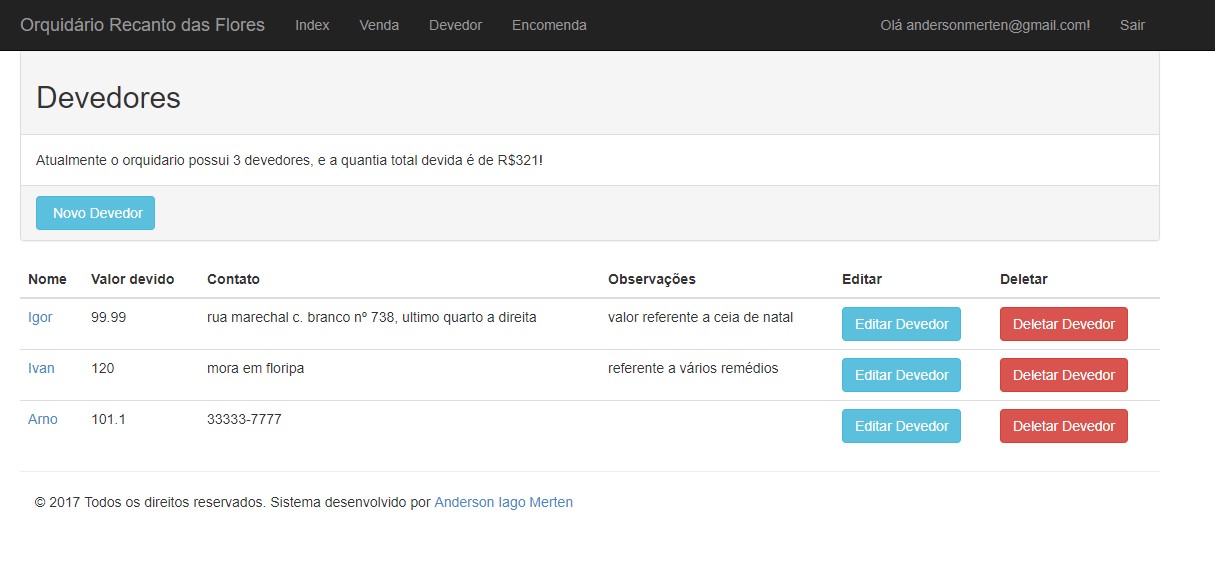 Orquidário Recanto das Flores Index Venda Devedor Encomenda Olá andersonmerten@gmail.com! Sair
Devedores
Atualmente o orquidario possui 3 devedores, e a quantia total devida é de R$321!
Novo Devedor
Nome Valor devido Contato Observações Editar Deletar
Igor 99.99 rua marechal c. branco nº 738, ultimo quarto a direita valor referente a ceia de natal Editar Devedor Deletar Devedor
Ivan 120 mora em floripa referente a vários remédios Editar Devedor Deletar Devedor
Arno 101.1 33333-7777 Editar Devedor Deletar Devedor
© 2017 Todos os direitos reservados. Sistema desenvolvido por Anderson Iago Merten